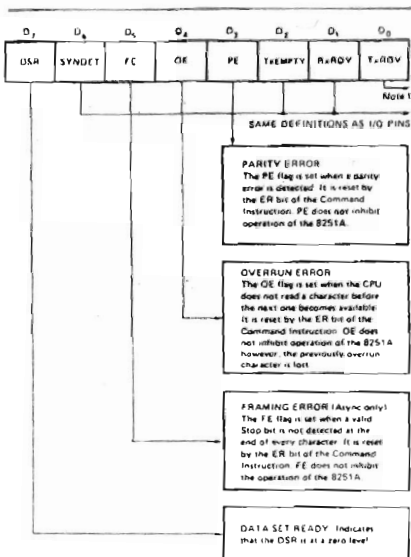 D7 D6 D5 D4 D3 D2 D1 D0
DSR SYNDET FE OE PE TxEMPTY RxRDY TxRDY
Note 1
SAME DEFINITIONS AS I/O PINS
PARITY ERROR
The PE flag is set when a parity
error is detected. It is reset by
the ER bit of the Command
Instruction. PE does not inhibit
operation of the 8251A.
OVERRUN ERROR
The OE flag is set when the CPU
does not read a character before
the next one becomes available.
It is reset by the ER bit of the
Command Instruction. OE does
not inhibit operation of the 8251A
however, the previously overrun
character is lost.
FRAMING ERROR (Async only)
The FE flag is set when a valid
Stop bit is not detected at the
end of every character. It is reset
by the ER bit of the Command
Instruction. FE does not inhibit
the operation of the 8251A.
DATA SET READY Indicates
that the DSR is at a zero level